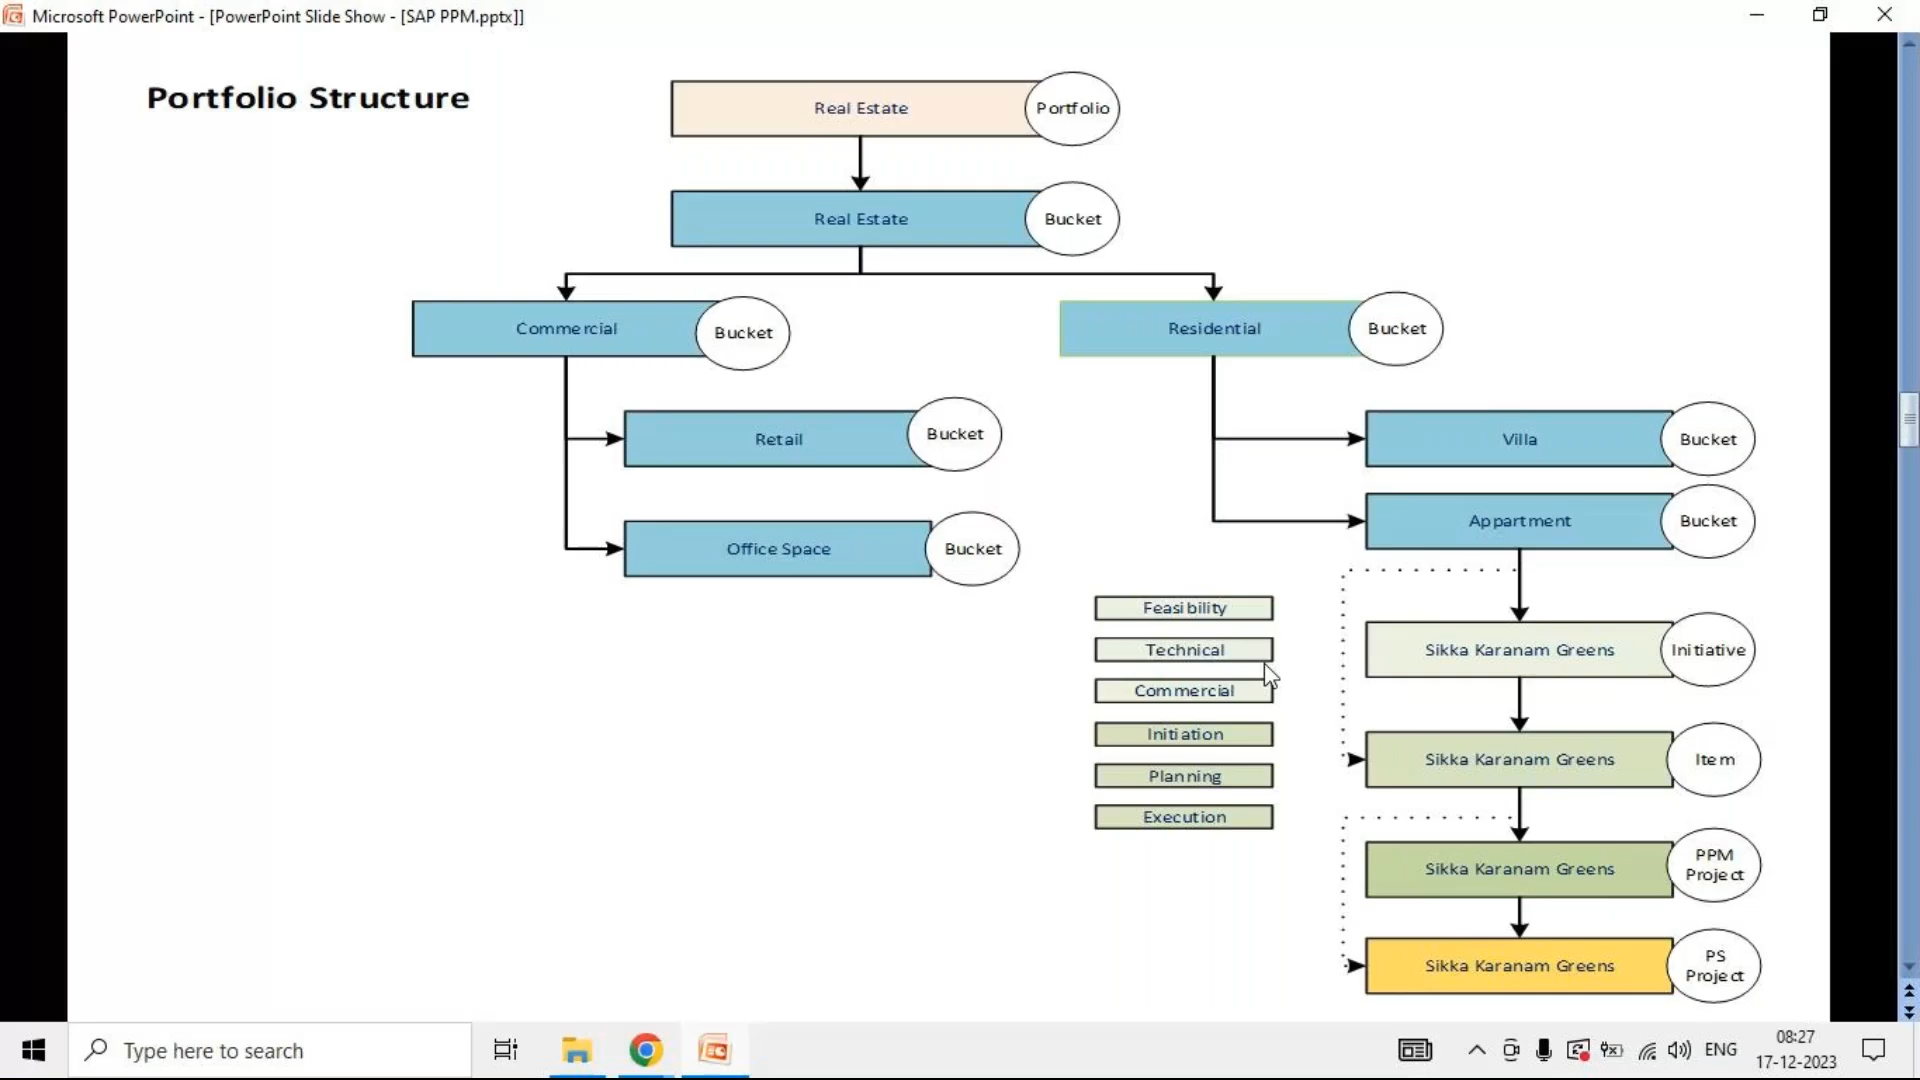 Microsoft PowerPoint - [PowerPoint Slide Show - [SAP PPM.pptx]]
Portfolio Structure
Real Estate
Portfolio
Real Estate
Bucket
Commercial
Bucket
Residential
Bucket
Retail
Bucket
Villa
Bucket
Office Space
Bucket
Appartment
Bucket
Feasibility
Technical
Commercial
Initiation
Planning
Execution
Sikka Karanam Greens
Initiative
Sikka Karanam Greens
Item
Sikka Karanam Greens
PPM
Project
Sikka Karanam Greens
PS
Project
Type here to search
ENG
08:27
17-12-2023